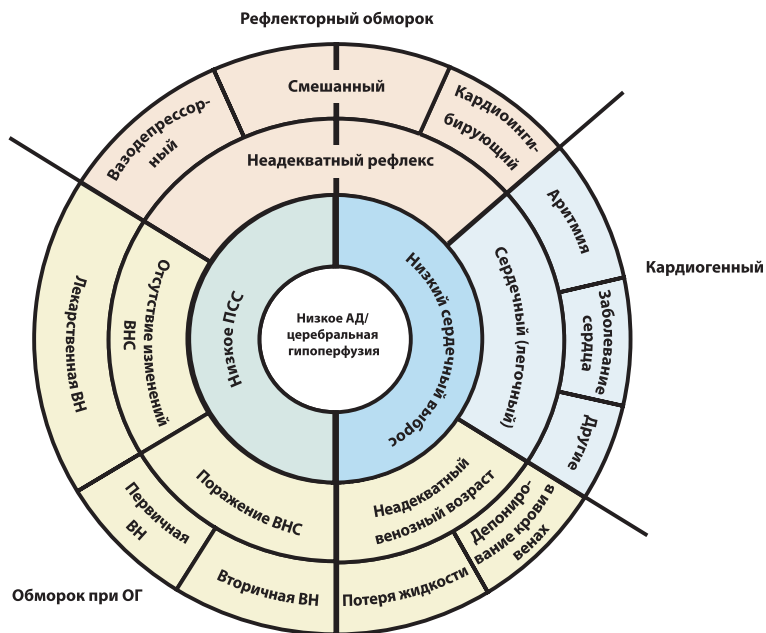 Рефлекторный обморок
Смешанный
Вазодепрессор-
ный
Кардиоинги-
бирующий
Неадекватный рефлекс
Аритмия
Кардиогенный
Сердечный (легочный)
Заболевание
сердца
Другие
Низкий сердечный выброс
Низкое АД/
церебральная
гипоперфузия
Низкое ПСС
Отсутствие изменений
ВНС
Лекарственная ВН
Поражение ВНС
Неадекватный
венозный возраст
Первичная
ВН
Вторичная ВН
Потеря жидкости
Депониро-
вание крови в
венах
Обморок при ОГ